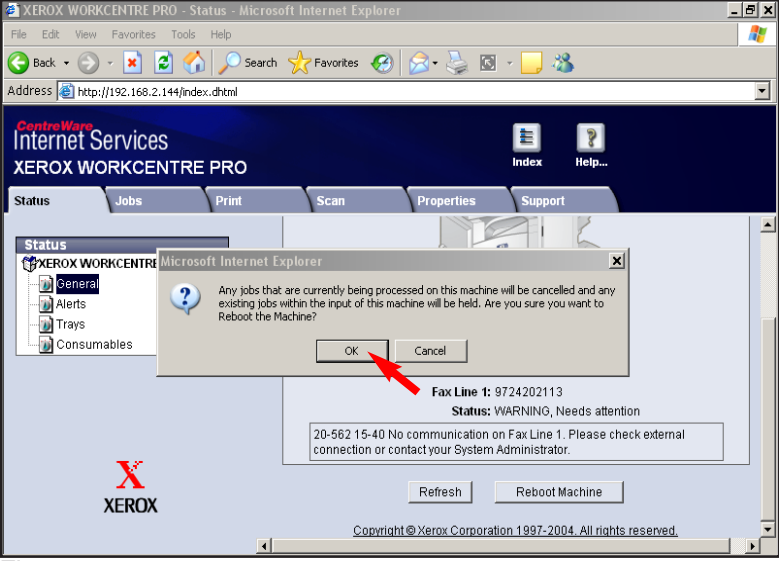 XEROX WORKCENTRE PRO - Status - Microsoft Internet Explorer
File Edit View Favorites Tools Help
Back Search Favorites
Address http://192.168.2.144/index.dhtml
CentreWare
Internet Services
XEROX WORKCENTRE PRO
Index Help...
Status Jobs Print Scan Properties Support
Status
XEROX WORKCENTRE
General
Alerts
Trays
Consumables
Microsoft Internet Explorer
Any jobs that are currently being processed on this machine will be cancelled and any
existing jobs within the input of this machine will be held. Are you sure you want to
Reboot the Machine?
OK Cancel
Fax Line 1: 9724202113
Status: WARNING, Needs attention
20-562 15-40 No communication on Fax Line 1. Please check external
connection or contact your System Administrator.
Refresh Reboot Machine
X
XEROX
Copyright © Xerox Corporation 1997-2004. All rights reserved.